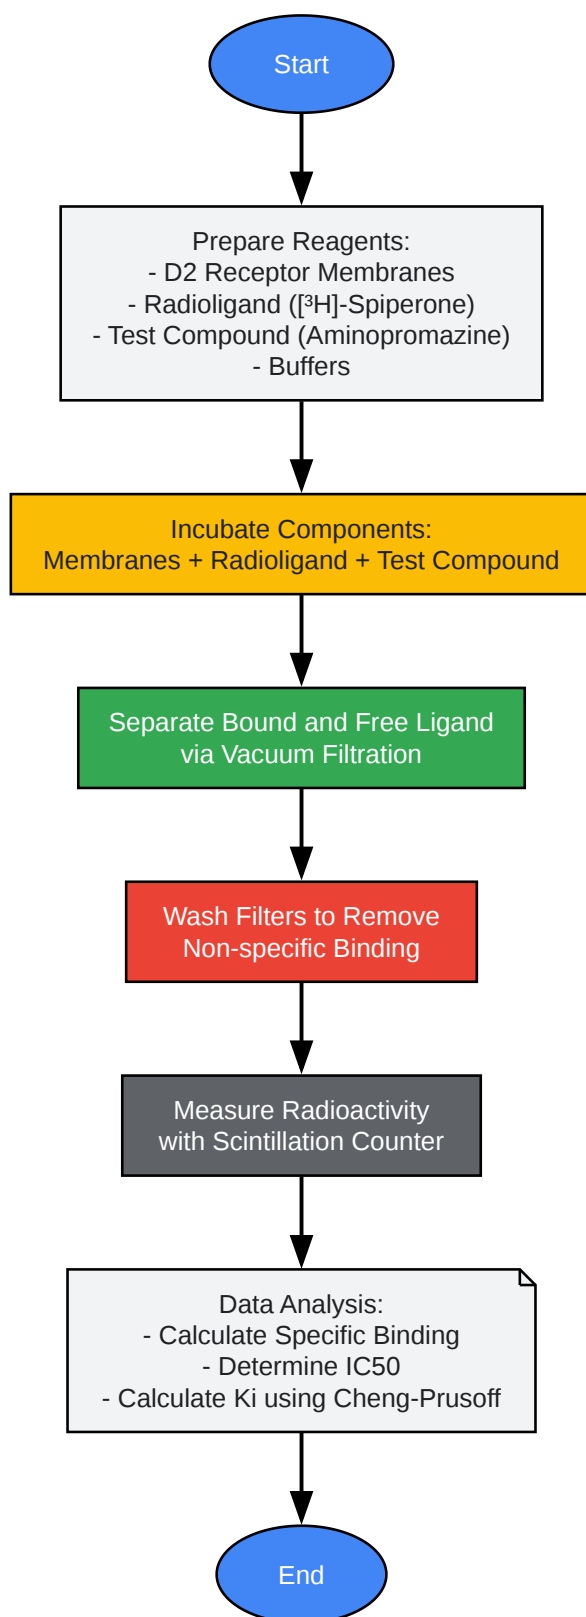 Start
Prepare Reagents:
- D2 Receptor Membranes
- Radioligand ([³H]-Spiperone)
- Test Compound (Aminopromazine)
- Buffers
Incubate Components:
Membranes + Radioligand + Test Compound
Separate Bound and Free Ligand
via Vacuum Filtration
Wash Filters to Remove
Non-specific Binding
Measure Radioactivity
with Scintillation Counter
Data Analysis:
- Calculate Specific Binding
- Determine IC50
- Calculate Ki using Cheng-Prusoff
End